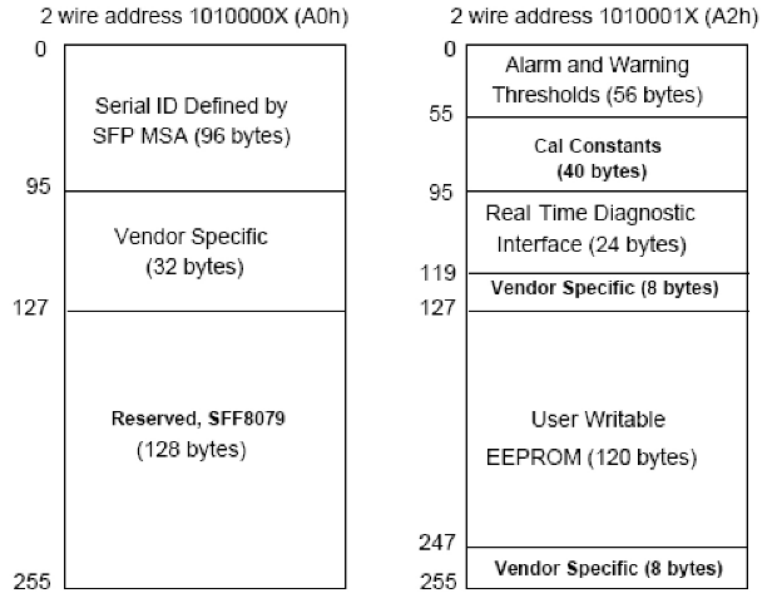 2 wire address 1010000X (A0h)
0
Serial ID Defined by
SFP MSA (96 bytes)
95
Vendor Specific
(32 bytes)
127
Reserved, SFF8079
(128 bytes)
255
2 wire address 1010001X (A2h)
0
Alarm and Warning
Thresholds (56 bytes)
55
Cal Constants
(40 bytes)
95
Real Time Diagnostic
Interface (24 bytes)
119
Vendor Specific (8 bytes)
127
User Writable
EEPROM (120 bytes)
247
Vendor Specific (8 bytes)
255